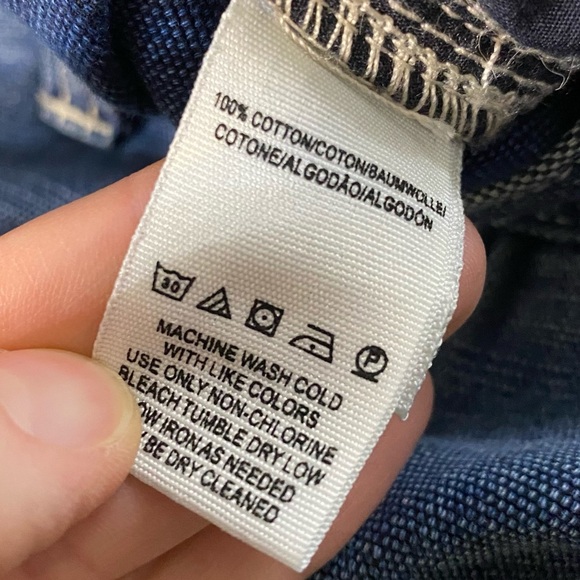 100% COTTON/COTON/BAUMWOLLE/
COTONE/ALGODÃO/ALGODÓN
30
P
MACHINE WASH COLD
WITH LIKE COLORS
USE ONLY NON-CHLORINE
BLEACH TUMBLE DRY LOW
IRON AS NEEDED
BE DRY CLEANED